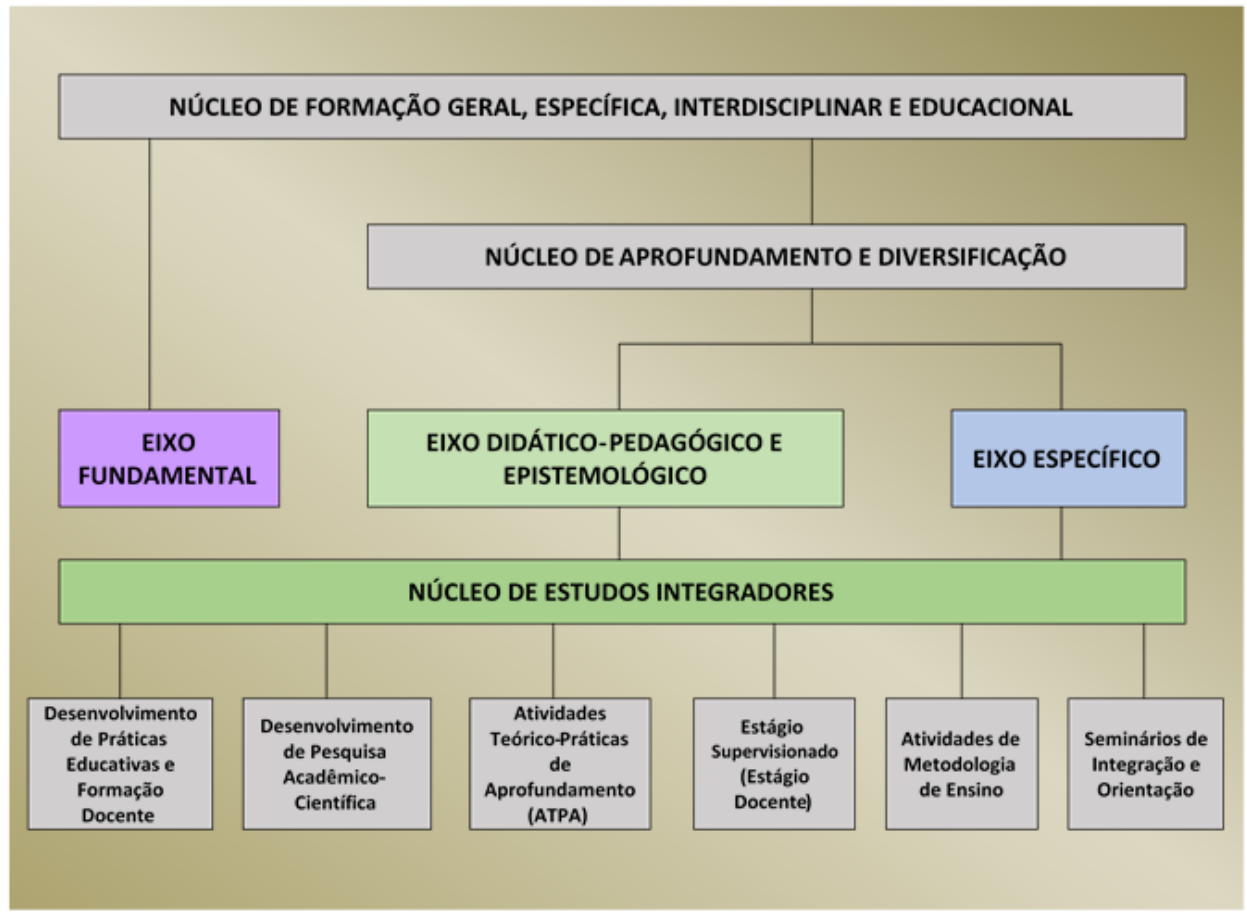 NÚCLEO DE FORMAÇÃO GERAL, ESPECÍFICA, INTERDISCIPLINAR E EDUCACIONAL
NÚCLEO DE APROFUNDAMENTO E DIVERSIFICAÇÃO
EIXO
FUNDAMENTAL
EIXO DIDÁTICO-PEDAGÓGICO E
EPISTEMOLÓGICO
EIXO ESPECÍFICO
NÚCLEO DE ESTUDOS INTEGRADORES
Desenvolvimento
de Práticas
Educativas e
Formação
Docente
Desenvolvimento
de Pesquisa
Acadêmico-
Científica
Atividades
Teórico-Práticas
de
Aprofundamento
(ATPA)
Estágio
Supervisionado
(Estágio
Docente)
Atividades de
Metodologia
de Ensino
Seminários de
Integração e
Orientação